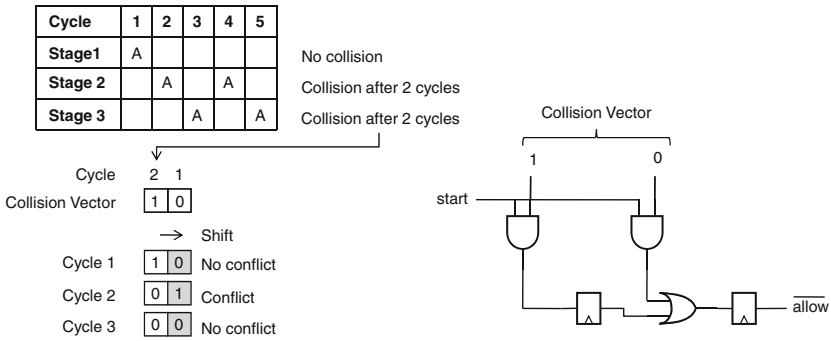 Cycle 1 2 3 4 5
Stage1 A
No collision
Stage 2 A A
Collision after 2 cycles
Stage 3 A A
Collision after 2 cycles
Cycle 2 1
Collision Vector 1 0
Shift
Cycle 1 1 0 No conflict
Cycle 2 0 1 Conflict
Cycle 3 0 0 No conflict
Collision Vector
1 0
start
allow